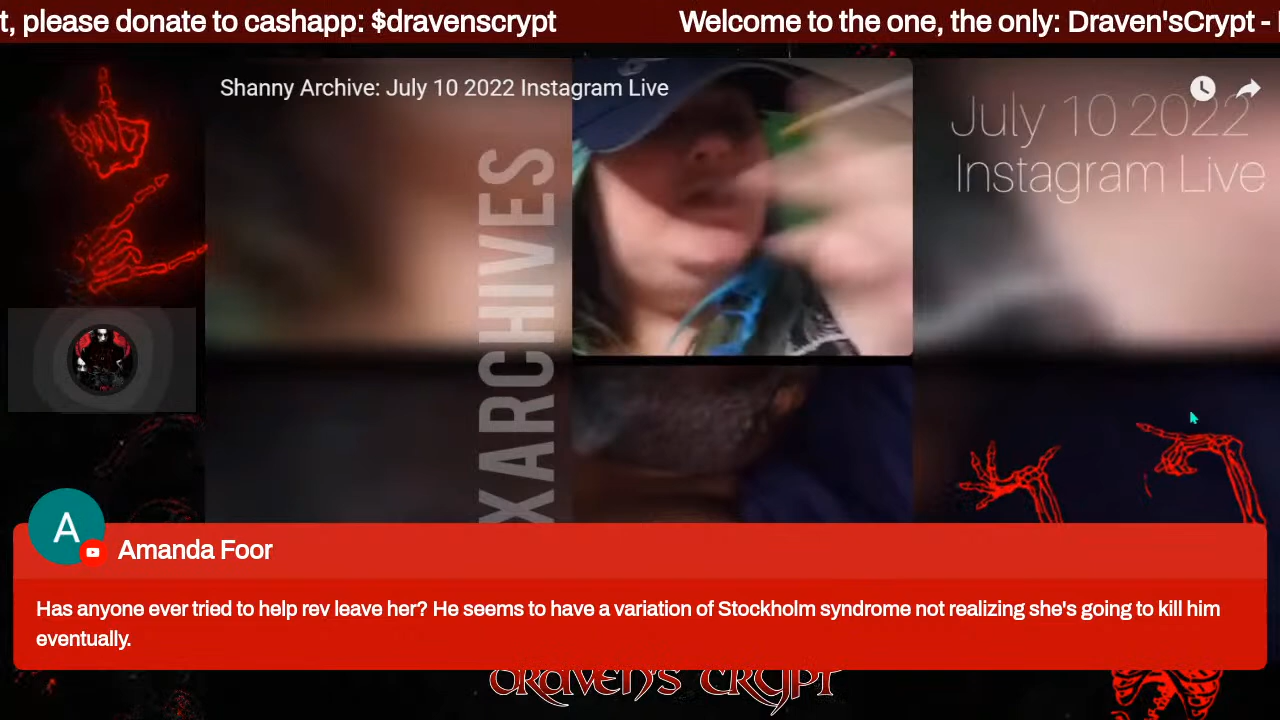 t, please donate to cashapp: $dravenscrypt Welcome to the one, the only: Draven'sCrypt -
Shanny Archive: July 10 2022 Instagram Live
July 10 2022
Instagram Live
XARCHIVES
A
Amanda Foor
Has anyone ever tried to help rev leave her? He seems to have a variation of Stockholm syndrome not realizing she's going to kill him
eventually.
DRAVEN'S CRYPT